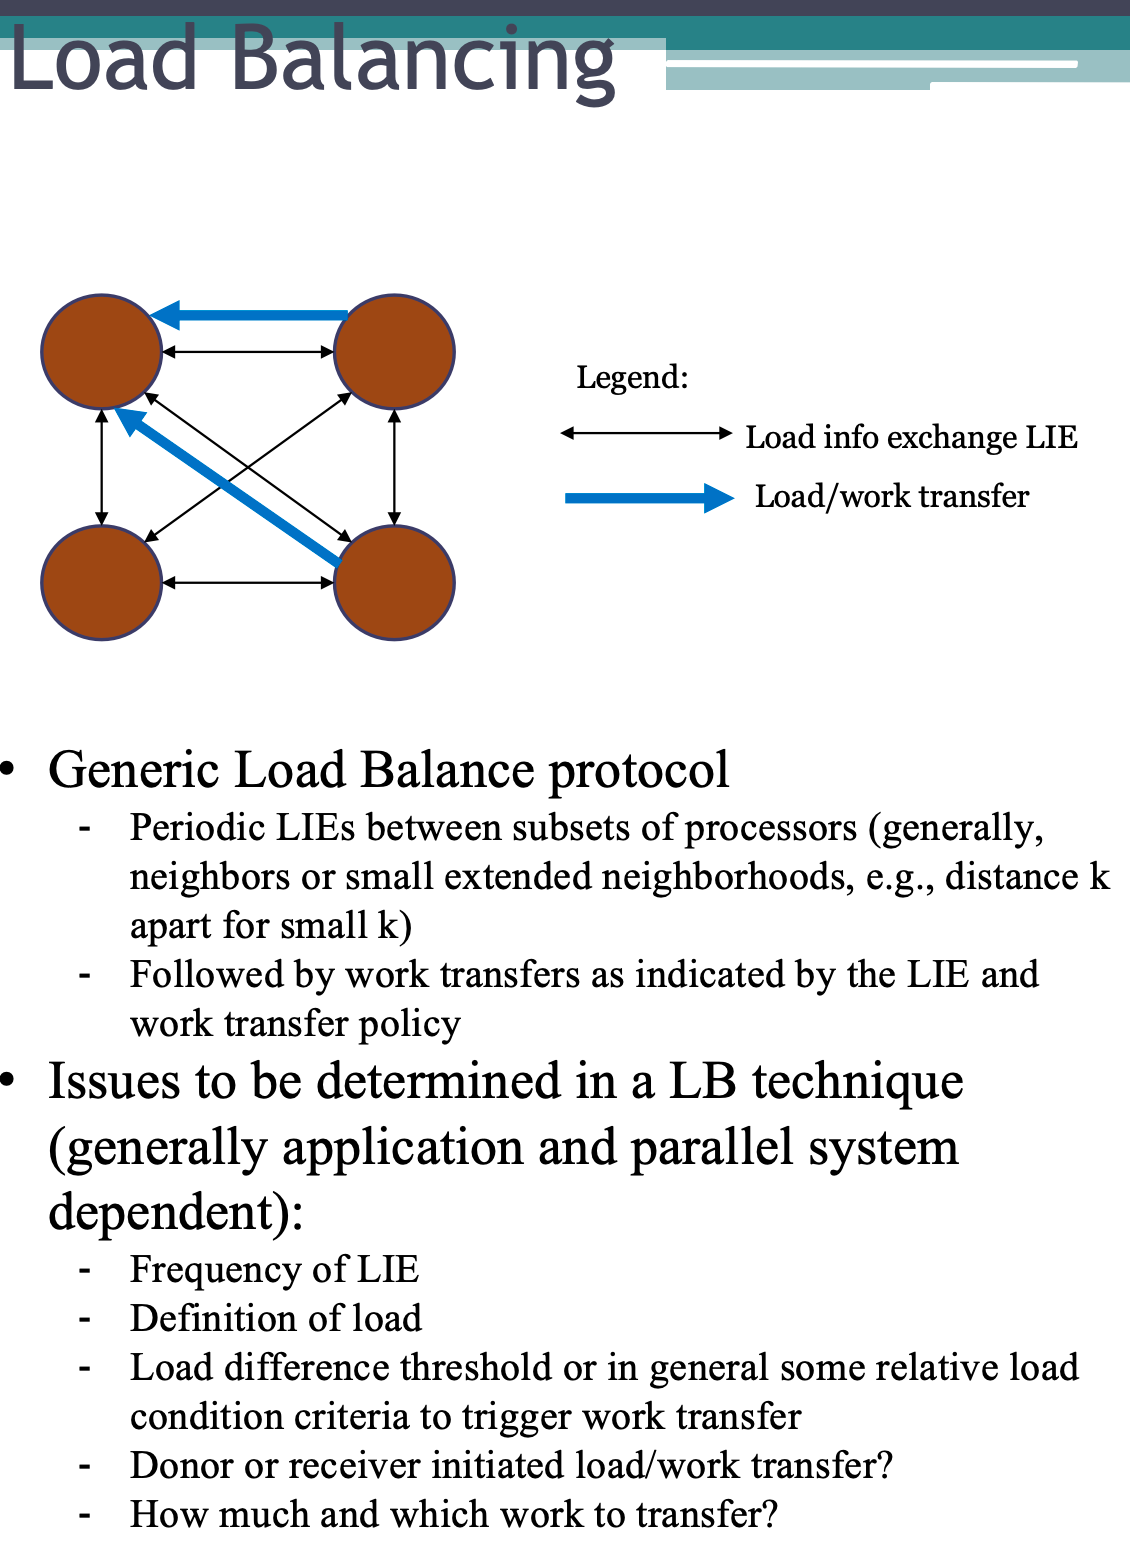 Load Balancing
Legend:
Load info exchange LIE
Load/work transfer
• Generic Load Balance protocol
- Periodic LIEs between subsets of processors (generally,
neighbors or small extended neighborhoods, e.g., distance k
apart for small k)
- Followed by work transfers as indicated by the LIE and
work transfer policy
• Issues to be determined in a LB technique
(generally application and parallel system
dependent):
- Frequency of LIE
- Definition of load
- Load difference threshold or in general some relative load
condition criteria to trigger work transfer
- Donor or receiver initiated load/work transfer?
- How much and which work to transfer?